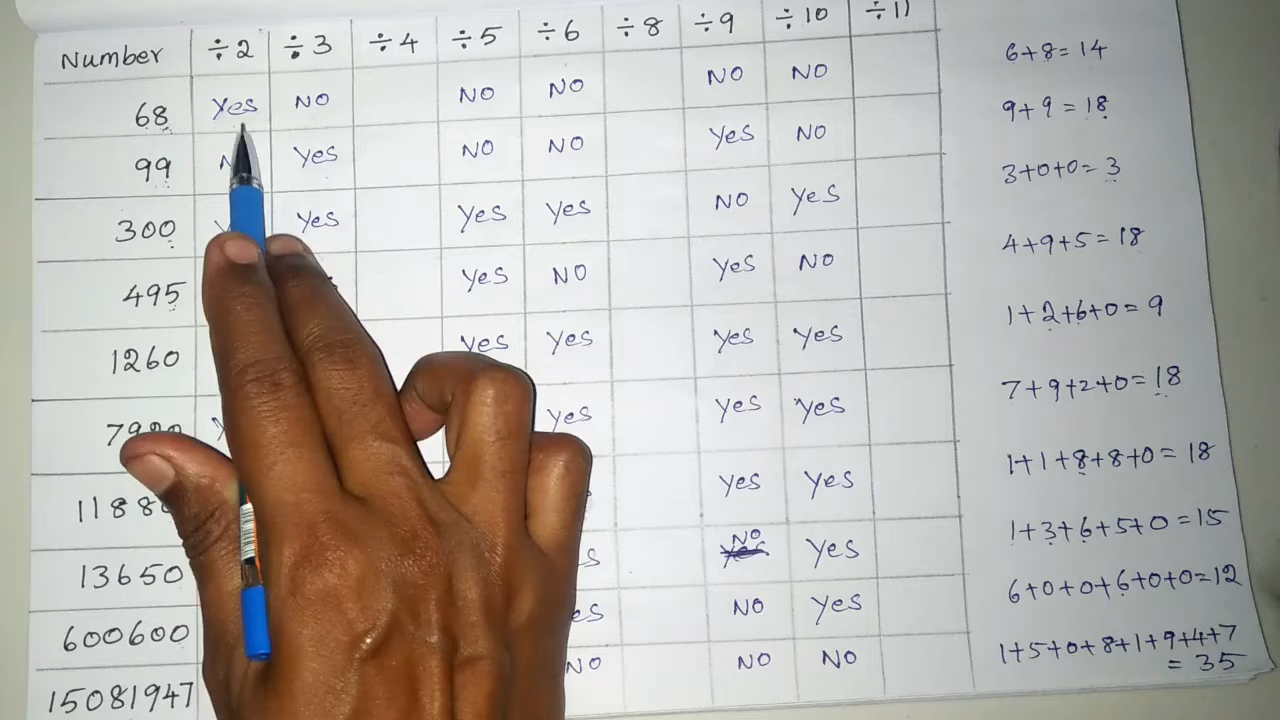 Number ÷2 ÷3 ÷4 ÷5 ÷6 ÷8 ÷9 ÷10 ÷11
68 Yes NO NO NO NO NO 6+8=14
99 Yes NO NO Yes NO 9+9=18
300 Yes Yes Yes NO Yes 3+0+0=3
495 Yes NO Yes NO 4+9+5=18
1260 Yes Yes Yes Yes 1+2+6+0=9
Yes Yes Yes 7+9+2+0=18
Yes Yes 1+1+8+8+0=18
13650 NO Yes 1+3+6+5+0=15
600600 NO Yes 6+0+0+6+0+0=12
15081947 NO NO NO 1+5+0+8+1+9+4+7
=35